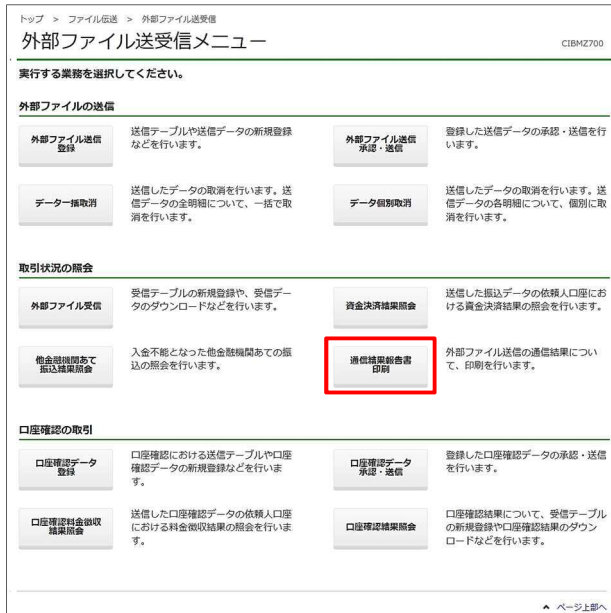 トップ > ファイル伝送 > 外部ファイル送受信
外部ファイル送受信メニュー
CIBMZ700
実行する業務を選択してください。
外部ファイルの送信
外部ファイル送信
登録
送信テーブルや送信データの新規登録
などを行います。
外部ファイル送信
承認・送信
登録した送信データの承認・送信を行
います。
データ一括取消
送信したデータの取消を行います。送
信データの全明細について、一括で取
消を行います。
データ個別取消
送信したデータの取消を行います。送
信データの各明細について、個別に取
消を行います。
取引状況の照会
外部ファイル受信
受信テーブルの新規登録や、受信デー
タのダウンロードなどを行います。
資金決済結果照会
送信した振込データの依頼人口座にお
ける資金決済結果の照会を行います。
他金融機関あて
振込結果照会
入金不能となった他金融機関あての振
込の照会を行います。
通信結果報告書
印刷
外部ファイル送信の通信結果につい
て、印刷を行います。
口座確認の取引
口座確認データ
登録
口座確認における送信テーブルや口座
確認データの新規登録などを行いま
す。
口座確認データ
承認・送信
登録した口座確認データの承認・送信
を行います。
口座確認料金徴収
結果照会
送信した口座確認データの依頼人口座
における料金徴収結果の照会を行いま
す。
口座確認結果照会
口座確認結果について、受信テーブル
の新規登録や口座確認結果のダウン
ロードなどを行います。
ページ上部へ